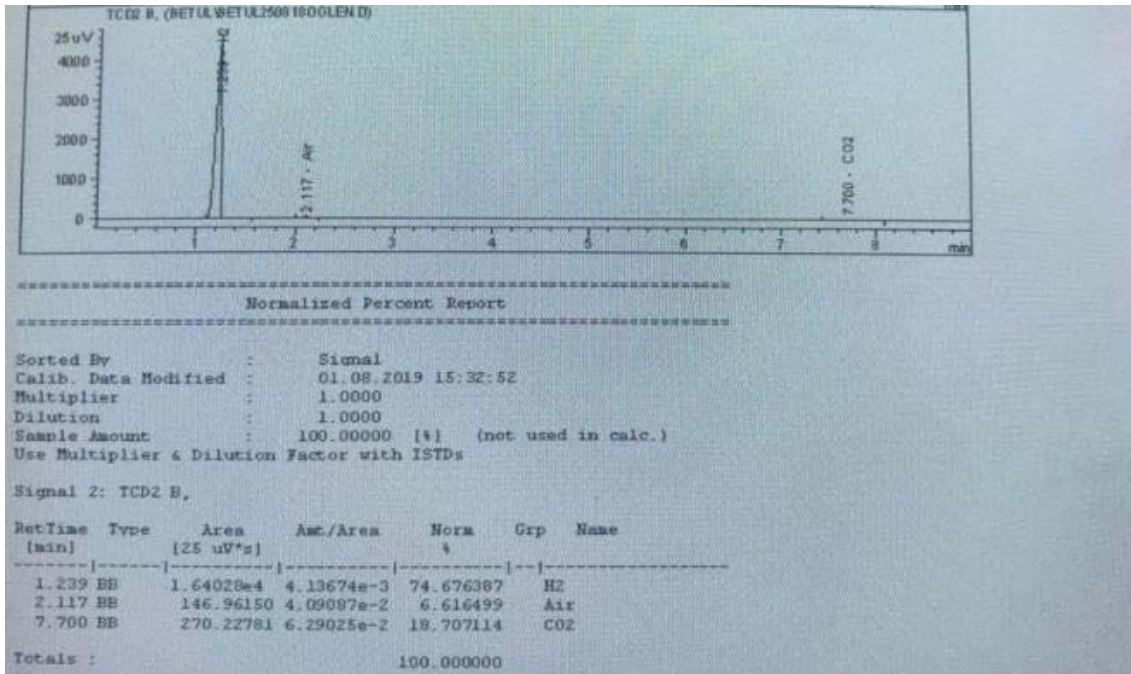 TCD2 B, (BETUL\BETUL250818OGLEN.D)
25 uV
4000
3000
2000
1000
0
H2
2.117 - Air
7.700 - CO2
1 2 3 4 5 6 7 8 min
=====================================================================
Normalized Percent Report
=====================================================================
Sorted By : Signal
Calib. Data Modified : 01.08.2019 15:32:52
Multiplier : 1.0000
Dilution : 1.0000
Sample Amount : 100.00000 [%] (not used in calc.)
Use Multiplier & Dilution Factor with ISTDs
Signal 2: TCD2 B,
RetTime Type Area Amt/Area Norm Grp Name
[min] [25 uV*s] %
-------|------|----------|----------|----------|--|------------------
1.239 BB 1.64028e4 4.13674e-3 74.676387 H2
2.117 BB 146.96150 4.09087e-2 6.616499 Air
7.700 BB 270.22781 6.29025e-2 18.707114 CO2
Totals : 100.000000